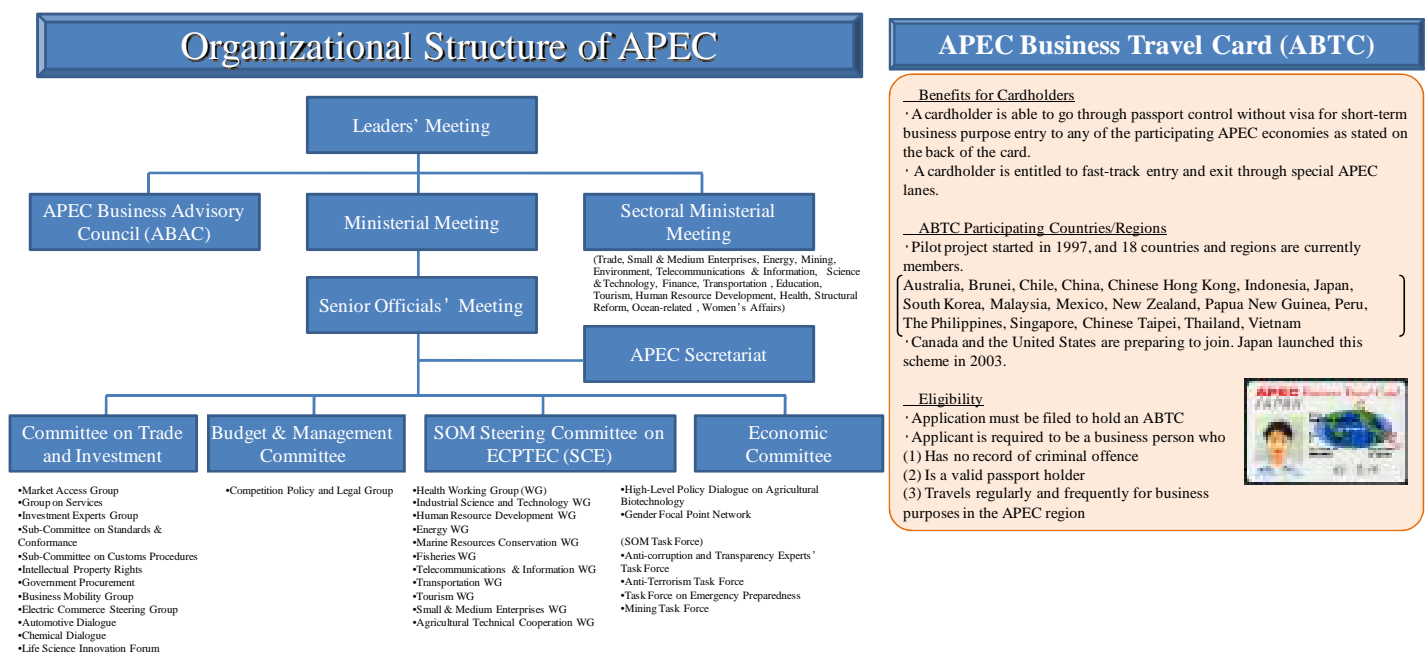 Organizational Structure of APEC
Leaders' Meeting
APEC Business Advisory
Council (ABAC)
Ministerial Meeting
Sectoral Ministerial
Meeting
(Trade, Small & Medium Enterprises, Energy, Mining,
Environment, Telecommunications & Information, Science
& Technology, Finance, Transportation , Education,
Tourism, Human Resource Development, Health, Structural
Reform, Ocean-related , Women's Affairs)
Senior Officials' Meeting
APEC Secretariat
Committee on Trade
and Investment
•Market Access Group
•Group on Services
•Investment Experts Group
•Sub-Committee on Standards &
Conformance
•Sub-Committee on Customs Procedures
•Intellectual Property Rights
•Government Procurement
•Business Mobility Group
•Electric Commerce Steering Group
•Automotive Dialogue
•Chemical Dialogue
•Life Science Innovation Forum
Budget & Management
Committee
•Competition Policy and Legal Group
SOM Steering Committee on
ECPTEC (SCE)
•Health Working Group (WG)
•Industrial Science and Technology WG
•Human Resource Development WG
•Energy WG
•Marine Resources Conservation WG
•Fisheries WG
•Telecommunications & Information WG
•Transportation WG
•Tourism WG
•Small & Medium Enterprises WG
•Agricultural Technical Cooperation WG
Economic
Committee
•High-Level Policy Dialogue on Agricultural
Biotechnology
•Gender Focal Point Network
(SOM Task Force)
•Anti-corruption and Transparency Experts'
Task Force
•Anti-Terrorism Task Force
•Task Force on Emergency Preparedness
•Mining Task Force
APEC Business Travel Card (ABTC)
Benefits for Cardholders
・A cardholder is able to go through passport control without visa for short-term
business purpose entry to any of the participating APEC economies as stated on
the back of the card.
・A cardholder is entitled to fast-track entry and exit through special APEC
lanes.
ABTC Participating Countries/Regions
・Pilot project started in 1997, and 18 countries and regions are currently
members.
Australia, Brunei, Chile, China, Chinese Hong Kong, Indonesia, Japan,
South Korea, Malaysia, Mexico, New Zealand, Papua New Guinea, Peru,
The Philippines, Singapore, Chinese Taipei, Thailand, Vietnam
・Canada and the United States are preparing to join. Japan launched this
scheme in 2003.
Eligibility
・Application must be filed to hold an ABTC
・Applicant is required to be a business person who
(1) Has no record of criminal offence
(2) Is a valid passport holder
(3) Travels regularly and frequently for business
purposes in the APEC region
APEC Business Travel Card
JAPAN